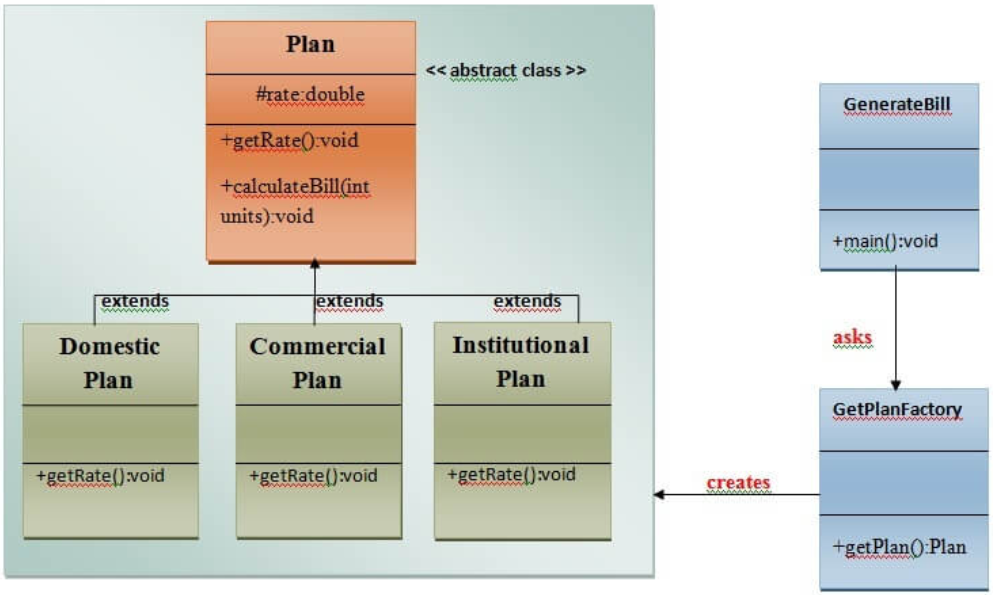 Plan
<< abstract class >>
#rate:double
+getRate():void
+calculateBill(int
units):void
extends
extends
extends
Domestic
Plan
+getRate():void
Commercial
Plan
+getRate():void
Institutional
Plan
+getRate():void
GenerateBill
+main():void
asks
GetPlanFactory
+getPlan():Plan
creates